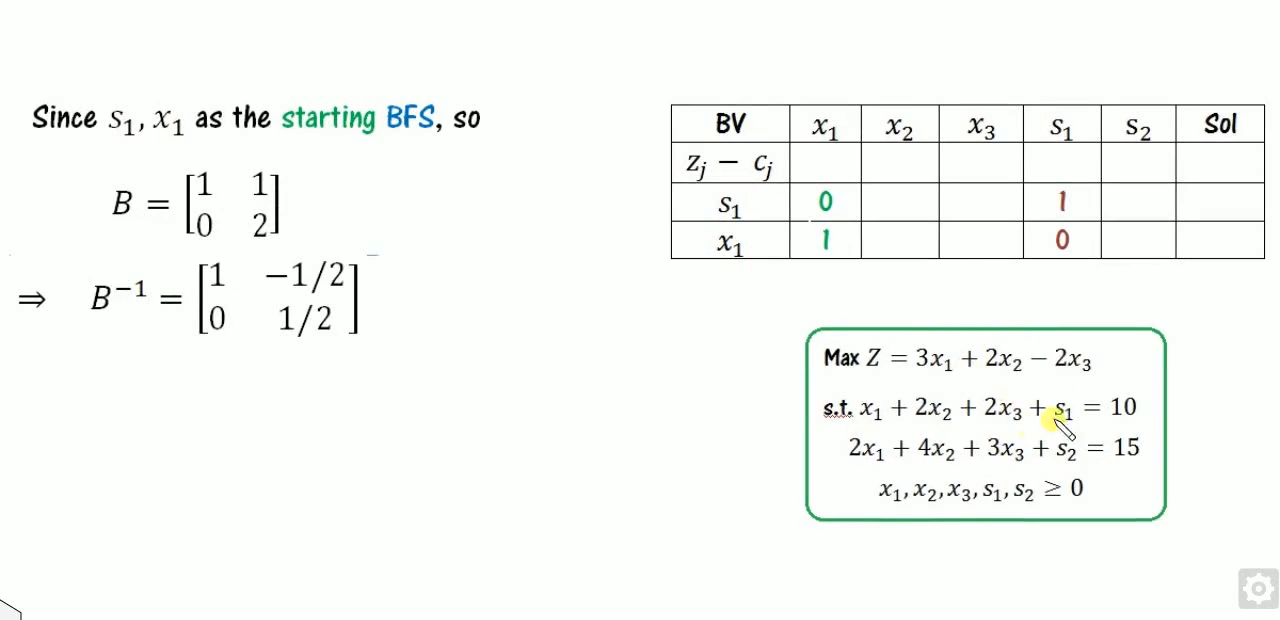 Since s₁, x₁ as the starting BFS, so
B = [1 1
0 2]
⇒ B⁻¹ = [1 −1/2
0 1/2]
BV x₁ x₂ x₃ s₁ s₂ Sol
zⱼ − cⱼ
s₁ 0 1
x₁ 1 0
Max Z = 3x₁ + 2x₂ − 2x₃
s.t. x₁ + 2x₂ + 2x₃ + s₁ = 10
2x₁ + 4x₂ + 3x₃ + s₂ = 15
x₁, x₂, x₃, s₁, s₂ ≥ 0